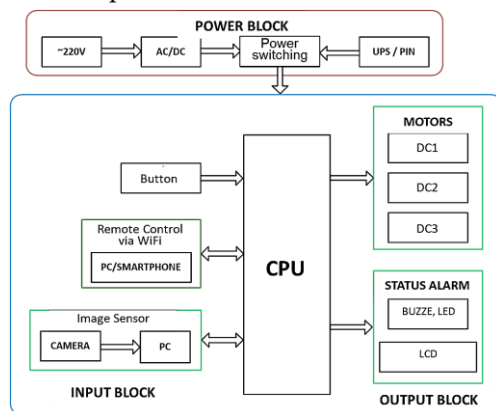 POWER BLOCK
~220V
AC/DC
Power
switching
UPS / PIN
Button
Remote Control
via WiFi
PC/SMARTPHONE
Image Sensor
CAMERA
PC
INPUT BLOCK
CPU
MOTORS
DC1
DC2
DC3
STATUS ALARM
BUZZE, LED
LCD
OUTPUT BLOCK